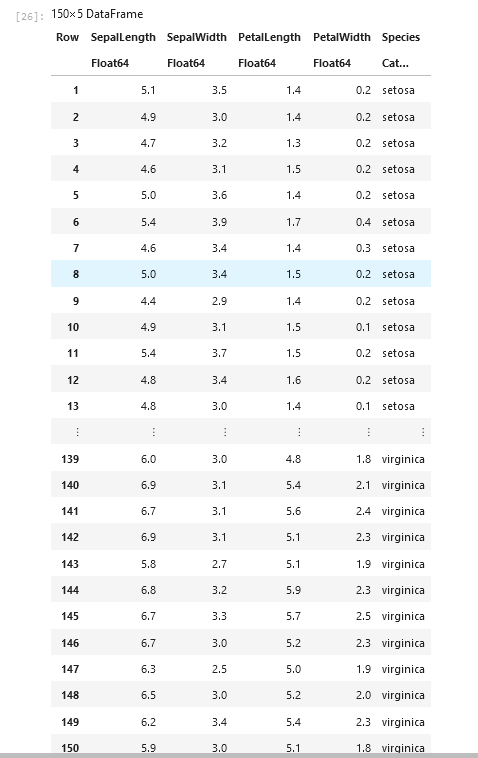 [26]: 150×5 DataFrame
Row SepalLength SepalWidth PetalLength PetalWidth Species
Float64 Float64 Float64 Float64 Cat…
1 5.1 3.5 1.4 0.2 setosa
2 4.9 3.0 1.4 0.2 setosa
3 4.7 3.2 1.3 0.2 setosa
4 4.6 3.1 1.5 0.2 setosa
5 5.0 3.6 1.4 0.2 setosa
6 5.4 3.9 1.7 0.4 setosa
7 4.6 3.4 1.4 0.3 setosa
8 5.0 3.4 1.5 0.2 setosa
9 4.4 2.9 1.4 0.2 setosa
10 4.9 3.1 1.5 0.1 setosa
11 5.4 3.7 1.5 0.2 setosa
12 4.8 3.4 1.6 0.2 setosa
13 4.8 3.0 1.4 0.1 setosa
⋮ ⋮ ⋮ ⋮ ⋮ ⋮
139 6.0 3.0 4.8 1.8 virginica
140 6.9 3.1 5.4 2.1 virginica
141 6.7 3.1 5.6 2.4 virginica
142 6.9 3.1 5.1 2.3 virginica
143 5.8 2.7 5.1 1.9 virginica
144 6.8 3.2 5.9 2.3 virginica
145 6.7 3.3 5.7 2.5 virginica
146 6.7 3.0 5.2 2.3 virginica
147 6.3 2.5 5.0 1.9 virginica
148 6.5 3.0 5.2 2.0 virginica
149 6.2 3.4 5.4 2.3 virginica
150 5.9 3.0 5.1 1.8 virginica